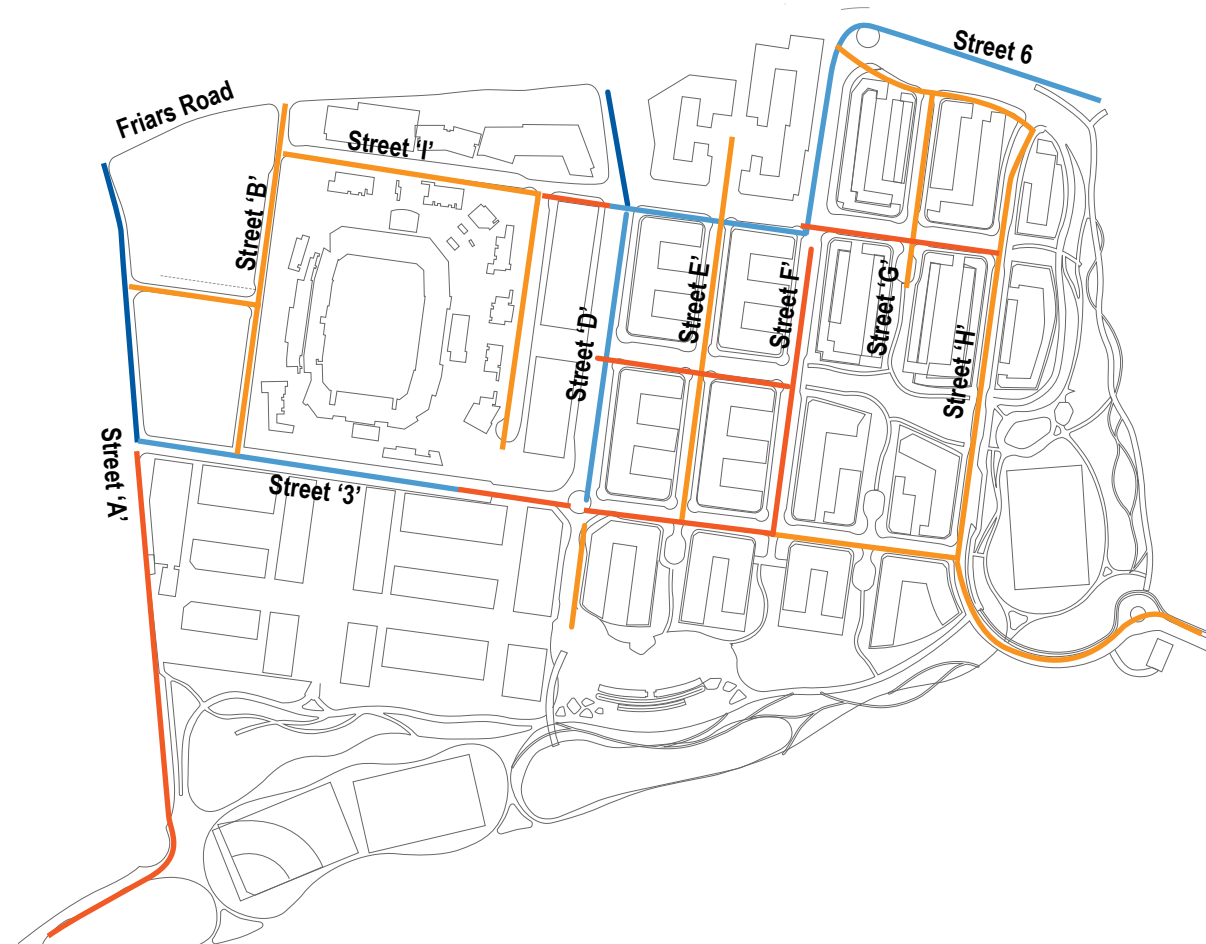 Street 6
Friars Road
Street ‘I’
Street ‘B’
Street ‘D’
Street E’
Street F’
Street ‘G’
Street ‘H’
Street ‘A’
Street ‘3’